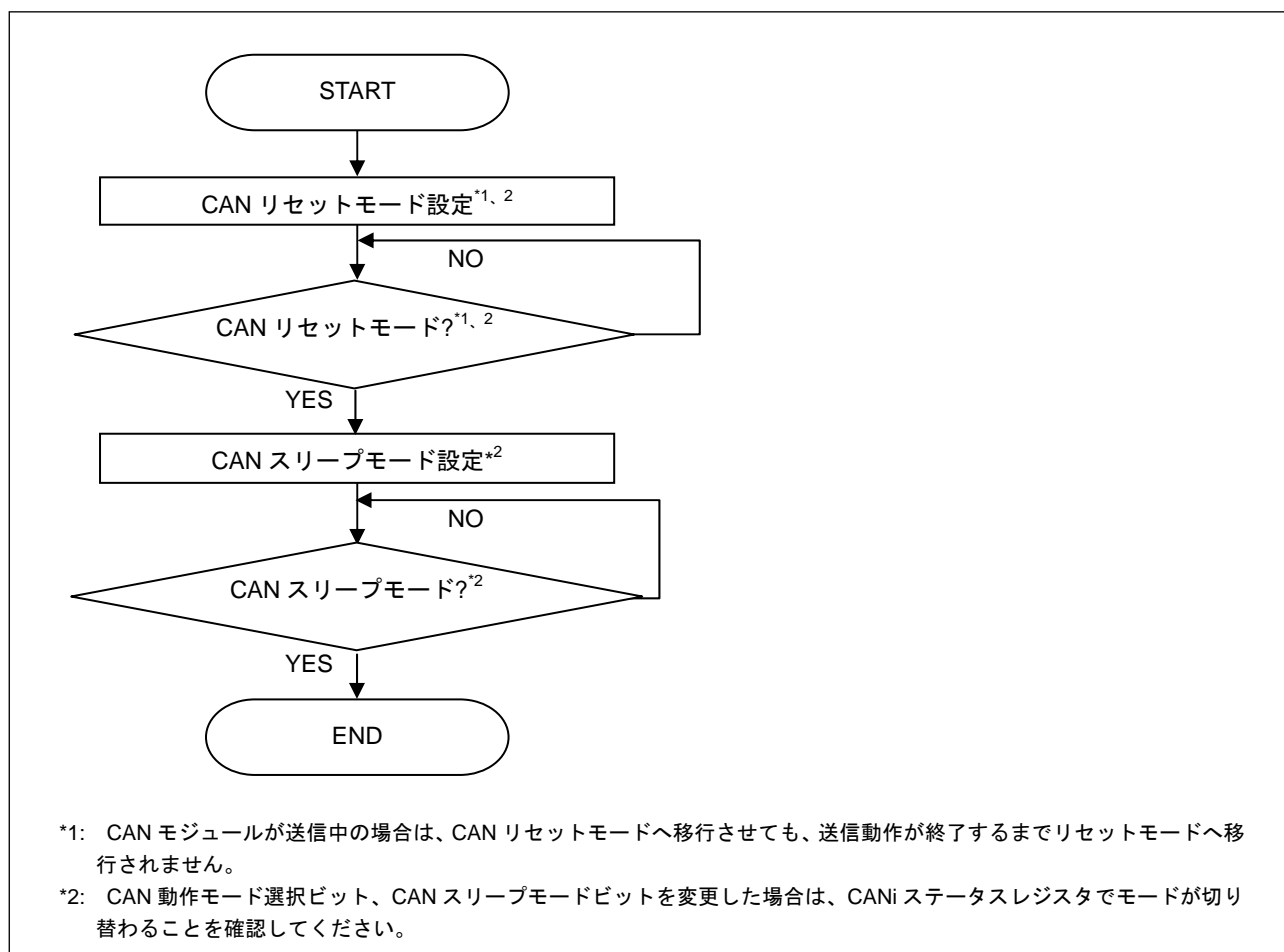 START
CAN リセットモード設定*1、2
NO
CAN リセットモード?*1、2
YES
CAN スリープモード設定*2
NO
CAN スリープモード?*2
YES
END
*1: CAN モジュールが送信中の場合は、CAN リセットモードへ移行させても、送信動作が終了するまでリセットモードへ移
行されません。
*2: CAN 動作モード選択ビット、CAN スリープモードビットを変更した場合は、CANi ステータスレジスタでモードが切り
替わることを確認してください。